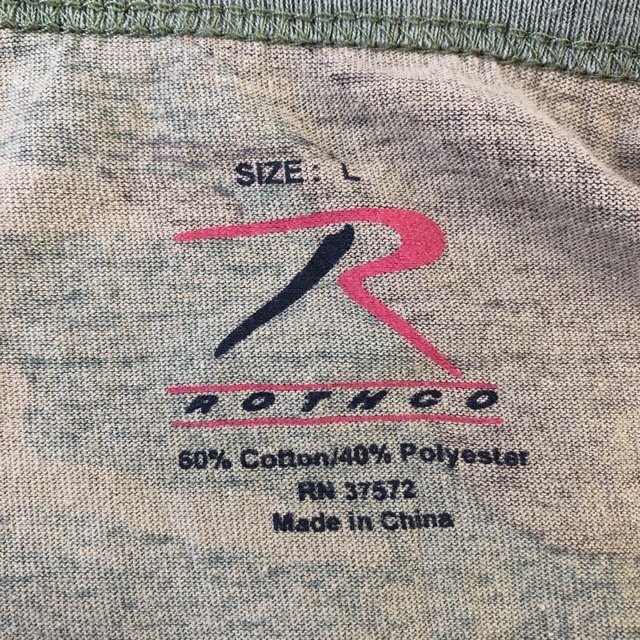 SIZE: L
ROTHCO
60% Cotton/40% Polyester
RN 37572
Made in China